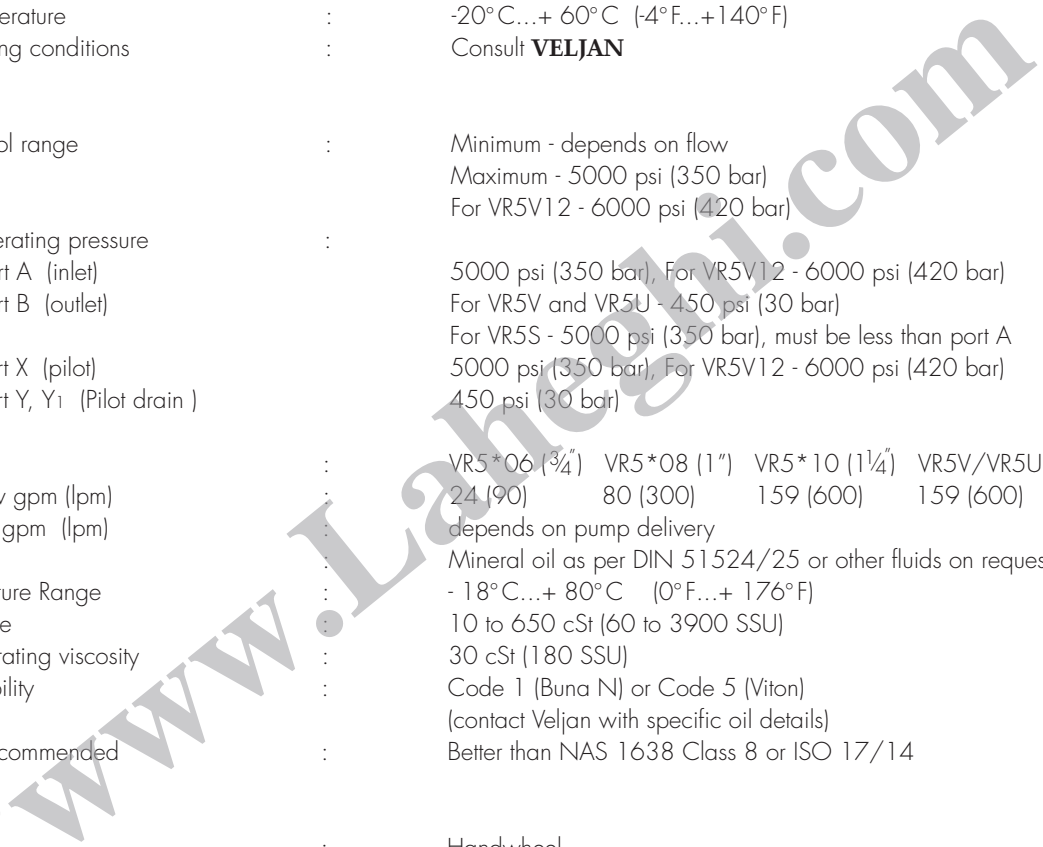 erature : -20°C...+ 60°C (-4°F...+140°F)
ng conditions : Consult VELJAN
ol range : Minimum - depends on flow
Maximum - 5000 psi (350 bar)
For VR5V12 - 6000 psi (420 bar)
erating pressure :
rt A (inlet) 5000 psi (350 bar), For VR5V12 - 6000 psi (420 bar)
rt B (outlet) For VR5V and VR5U - 450 psi (30 bar)
For VR5S - 5000 psi (350 bar), must be less than port A
rt X (pilot) 5000 psi (350 bar), For VR5V12 - 6000 psi (420 bar)
rt Y, Y1 (Pilot drain ) 450 psi (30 bar)
: VR5*06 (¾″) VR5*08 (1″) VR5*10 (1¼″) VR5V/VR5U
w gpm (lpm) : 24 (90) 80 (300) 159 (600) 159 (600)
gpm (lpm) : depends on pump delivery
: Mineral oil as per DIN 51524/25 or other fluids on reques
ture Range : - 18°C...+ 80°C (0°F...+ 176°F)
e : 10 to 650 cSt (60 to 3900 SSU)
rating viscosity : 30 cSt (180 SSU)
bility : Code 1 (Buna N) or Code 5 (Viton)
(contact Veljan with specific oil details)
commended : Better than NAS 1638 Class 8 or ISO 17/14
: Handwheel
www.Laheghi.com